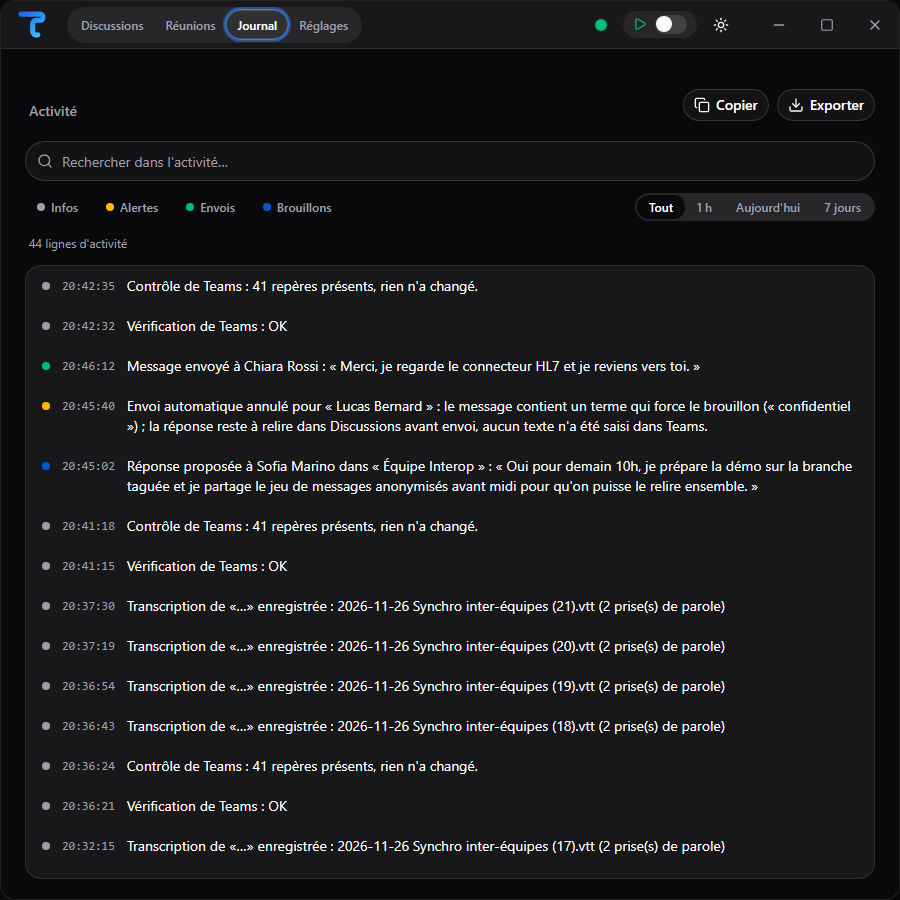 Discussions Réunions Journal Réglages
Activité
Copier Exporter
Rechercher dans l'activité...
Infos Alertes Envois Brouillons
Tout 1 h Aujourd'hui 7 jours
44 lignes d'activité
20:42:35 Contrôle de Teams : 41 repères présents, rien n'a changé.
20:42:32 Vérification de Teams : OK
20:46:12 Message envoyé à Chiara Rossi : « Merci, je regarde le connecteur HL7 et je reviens vers toi. »
20:45:40 Envoi automatique annulé pour « Lucas Bernard » : le message contient un terme qui force le brouillon (« confidentiel
») ; la réponse reste à relire dans Discussions avant envoi, aucun texte n'a été saisi dans Teams.
20:45:02 Réponse proposée à Sofia Marino dans « Équipe Interop » : « Oui pour demain 10h, je prépare la démo sur la branche
taguée et je partage le jeu de messages anonymisés avant midi pour qu'on puisse le relire ensemble. »
20:41:18 Contrôle de Teams : 41 repères présents, rien n'a changé.
20:41:15 Vérification de Teams : OK
20:37:30 Transcription de «...» enregistrée : 2026-11-26 Synchro inter-équipes (21).vtt (2 prise(s) de parole)
20:37:19 Transcription de «...» enregistrée : 2026-11-26 Synchro inter-équipes (20).vtt (2 prise(s) de parole)
20:36:54 Transcription de «...» enregistrée : 2026-11-26 Synchro inter-équipes (19).vtt (2 prise(s) de parole)
20:36:43 Transcription de «...» enregistrée : 2026-11-26 Synchro inter-équipes (18).vtt (2 prise(s) de parole)
20:36:24 Contrôle de Teams : 41 repères présents, rien n'a changé.
20:36:21 Vérification de Teams : OK
20:32:15 Transcription de «...» enregistrée : 2026-11-26 Synchro inter-équipes (17).vtt (2 prise(s) de parole)